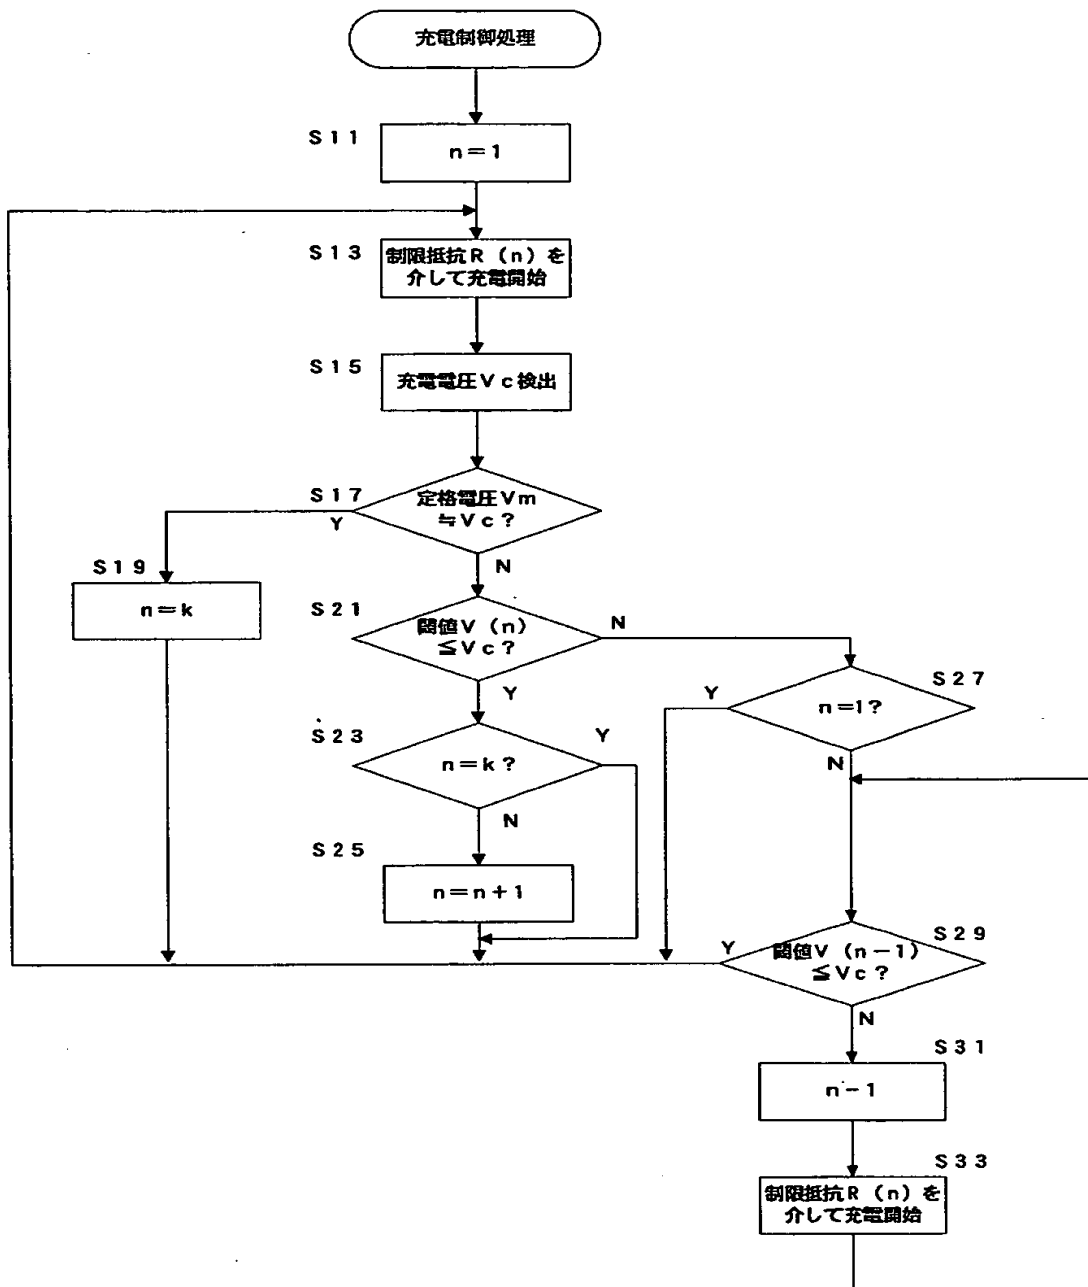 充電制御処理
S11
n=1
S13
制限抵抗R(n)を
介して充電開始
S15
充電電圧Vc検出
S17
定格電圧Vm
≒Vc?
Y
N
S19
n=k
S21
閾値V(n)
≦Vc?
N
Y
S27
n=1?
Y
N
S23
n=k?
Y
N
S25
n=n+1
S29
閾値V(n-1)
≦Vc?
Y
N
S31
n-1
S33
制限抵抗R(n)を
介して充電開始